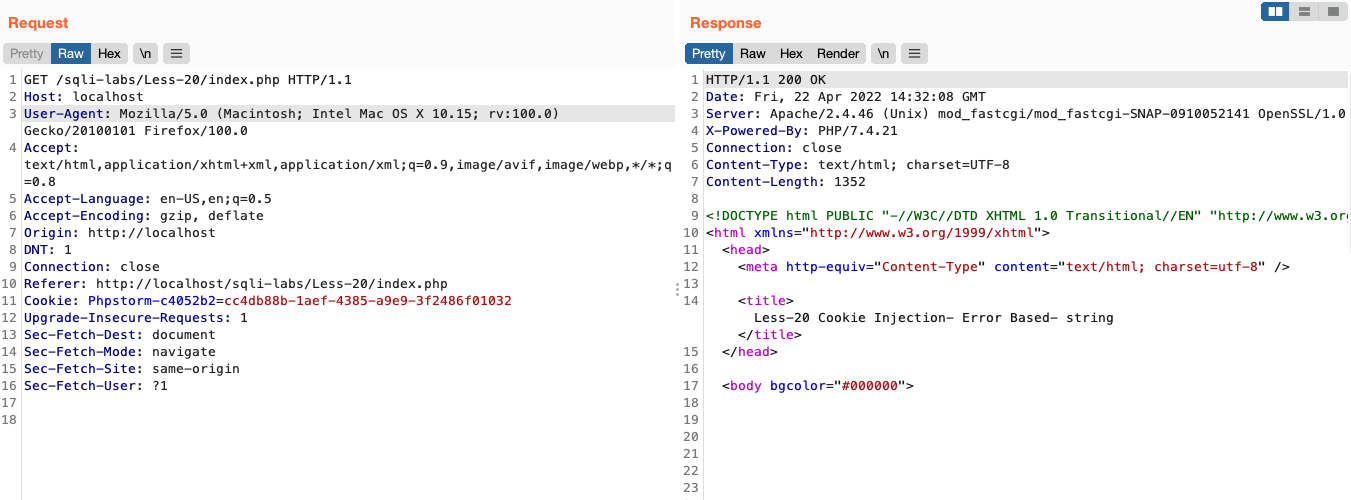 Request
Pretty Raw Hex \n
1 GET /sqli-labs/Less-20/index.php HTTP/1.1
2 Host: localhost
3 User-Agent: Mozilla/5.0 (Macintosh; Intel Mac OS X 10.15; rv:100.0)
Gecko/20100101 Firefox/100.0
4 Accept:
text/html,application/xhtml+xml,application/xml;q=0.9,image/avif,image/webp,*/*;q
=0.8
5 Accept-Language: en-US,en;q=0.5
6 Accept-Encoding: gzip, deflate
7 Origin: http://localhost
8 DNT: 1
9 Connection: close
10 Referer: http://localhost/sqli-labs/Less-20/index.php
11 Cookie: Phpstorm-c4052b2=cc4db88b-1aef-4385-a9e9-3f2486f01032
12 Upgrade-Insecure-Requests: 1
13 Sec-Fetch-Dest: document
14 Sec-Fetch-Mode: navigate
15 Sec-Fetch-Site: same-origin
16 Sec-Fetch-User: ?1
17
18
Response
Pretty Raw Hex Render \n
1 HTTP/1.1 200 OK
2 Date: Fri, 22 Apr 2022 14:32:08 GMT
3 Server: Apache/2.4.46 (Unix) mod_fastcgi/mod_fastcgi-SNAP-0910052141 OpenSSL/1.0
4 X-Powered-By: PHP/7.4.21
5 Connection: close
6 Content-Type: text/html; charset=UTF-8
7 Content-Length: 1352
8
9 <!DOCTYPE html PUBLIC "-//W3C//DTD XHTML 1.0 Transitional//EN" "http://www.w3.or
10 <html xmlns="http://www.w3.org/1999/xhtml">
11 <head>
12 <meta http-equiv="Content-Type" content="text/html; charset=utf-8" />
13
14 <title>
Less-20 Cookie Injection- Error Based- string
</title>
15 </head>
16
17 <body bgcolor="#000000">
18
19
20
21
22
23